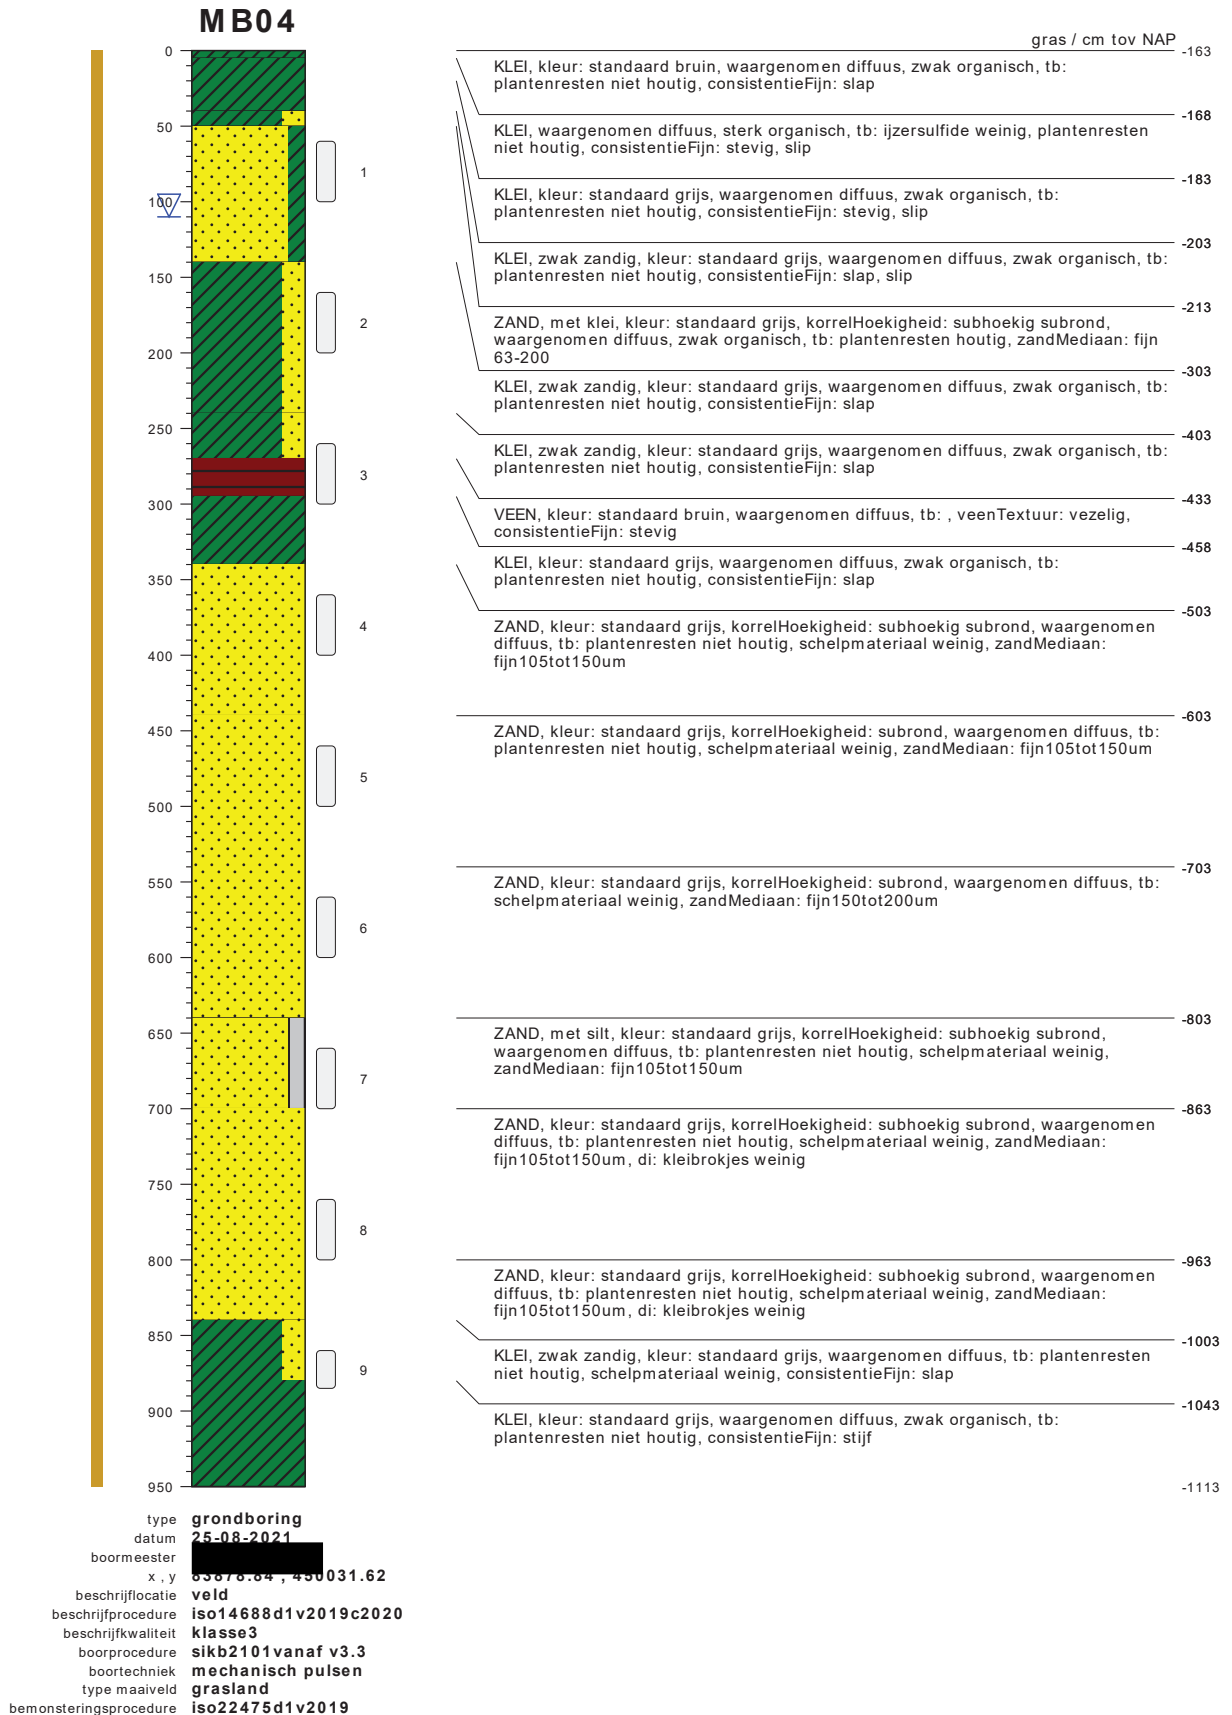 MB04
gras / cm tov NAP
0
50
100
150
200
250
300
350
400
450
500
550
600
650
700
750
800
850
900
950
1
2
3
4
5
6
7
8
9
-163
KLEI, kleur: standaard bruin, waargenomen diffuus, zwak organisch, tb:
plantenresten niet houtig, consistentieFijn: slap
-168
KLEI, waargenomen diffuus, sterk organisch, tb: ijzersulfide weinig, plantenresten
niet houtig, consistentieFijn: stevig, slip
-183
KLEI, kleur: standaard grijs, waargenomen diffuus, zwak organisch, tb:
plantenresten niet houtig, consistentieFijn: stevig, slip
-203
KLEI, zwak zandig, kleur: standaard grijs, waargenomen diffuus, zwak organisch, tb:
plantenresten niet houtig, consistentieFijn: slap, slip
-213
ZAND, met klei, kleur: standaard grijs, korrelHoekigheid: subhoekig subrond,
waargenomen diffuus, zwak organisch, tb: plantenresten houtig, zandMediaan: fijn
63-200
-303
KLEI, zwak zandig, kleur: standaard grijs, waargenomen diffuus, zwak organisch, tb:
plantenresten niet houtig, consistentieFijn: slap
-403
KLEI, zwak zandig, kleur: standaard grijs, waargenomen diffuus, zwak organisch, tb:
plantenresten niet houtig, consistentieFijn: slap
-433
VEEN, kleur: standaard bruin, waargenomen diffuus, tb: , veenTextuur: vezelig,
consistentieFijn: stevig
-458
KLEI, kleur: standaard grijs, waargenomen diffuus, zwak organisch, tb:
plantenresten niet houtig, consistentieFijn: slap
-503
ZAND, kleur: standaard grijs, korrelHoekigheid: subhoekig subrond, waargenomen
diffuus, tb: plantenresten niet houtig, schelpmateriaal weinig, zandMediaan:
fijn105tot150um
-603
ZAND, kleur: standaard grijs, korrelHoekigheid: subrond, waargenomen diffuus, tb:
plantenresten niet houtig, schelpmateriaal weinig, zandMediaan: fijn105tot150um
-703
ZAND, kleur: standaard grijs, korrelHoekigheid: subrond, waargenomen diffuus, tb:
schelpmateriaal weinig, zandMediaan: fijn150tot200um
-803
ZAND, met silt, kleur: standaard grijs, korrelHoekigheid: subhoekig subrond,
waargenomen diffuus, tb: plantenresten niet houtig, schelpmateriaal weinig,
zandMediaan: fijn105tot150um
-863
ZAND, kleur: standaard grijs, korrelHoekigheid: subhoekig subrond, waargenomen
diffuus, tb: plantenresten niet houtig, schelpmateriaal weinig, zandMediaan:
fijn105tot150um, di: kleibrokjes weinig
-963
ZAND, kleur: standaard grijs, korrelHoekigheid: subhoekig subrond, waargenomen
diffuus, tb: plantenresten niet houtig, schelpmateriaal weinig, zandMediaan:
fijn105tot150um, di: kleibrokjes weinig
-1003
KLEI, zwak zandig, kleur: standaard grijs, waargenomen diffuus, tb: plantenresten
niet houtig, schelpmateriaal weinig, consistentieFijn: slap
-1043
KLEI, kleur: standaard grijs, waargenomen diffuus, zwak organisch, tb:
plantenresten niet houtig, consistentieFijn: stijf
-1113
type grondboring
datum 25-08-2021
boormeester
x , y 83878.84 , 450031.62
beschrijflocatie veld
beschrijfprocedure iso14688d1v2019c2020
beschrijfkwaliteit klasse3
boorprocedure sikb2101vanaf v3.3
boortechniek mechanisch pulsen
type maaiveld grasland
bemonsteringsprocedure iso22475d1v2019